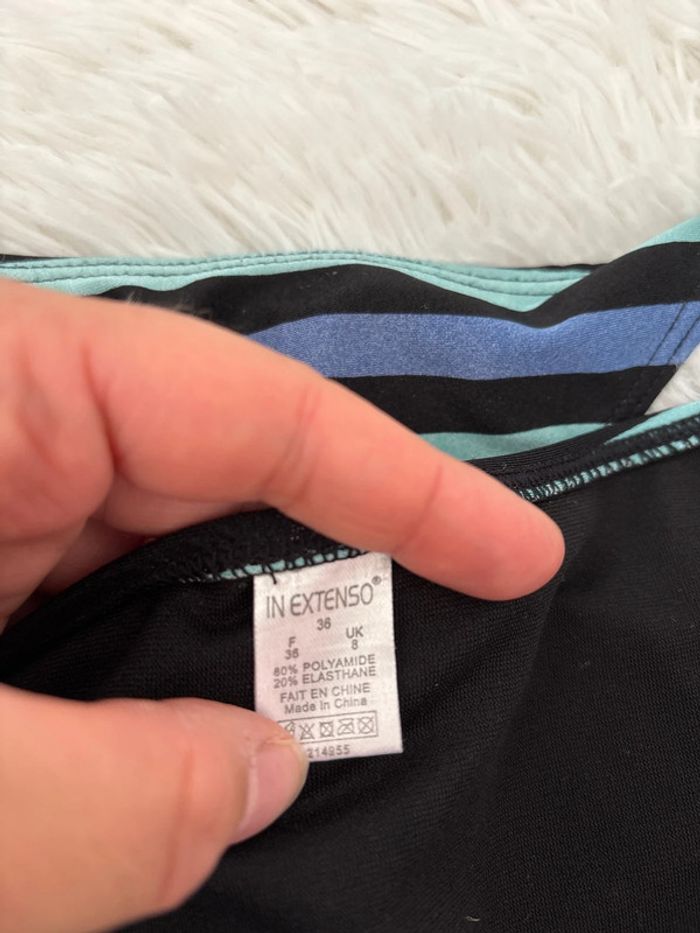 IN EXTENSO®
36
F UK
36 8
80% POLYAMIDE
20% ELASTHANE
FAIT EN CHINE
Made in China
214955